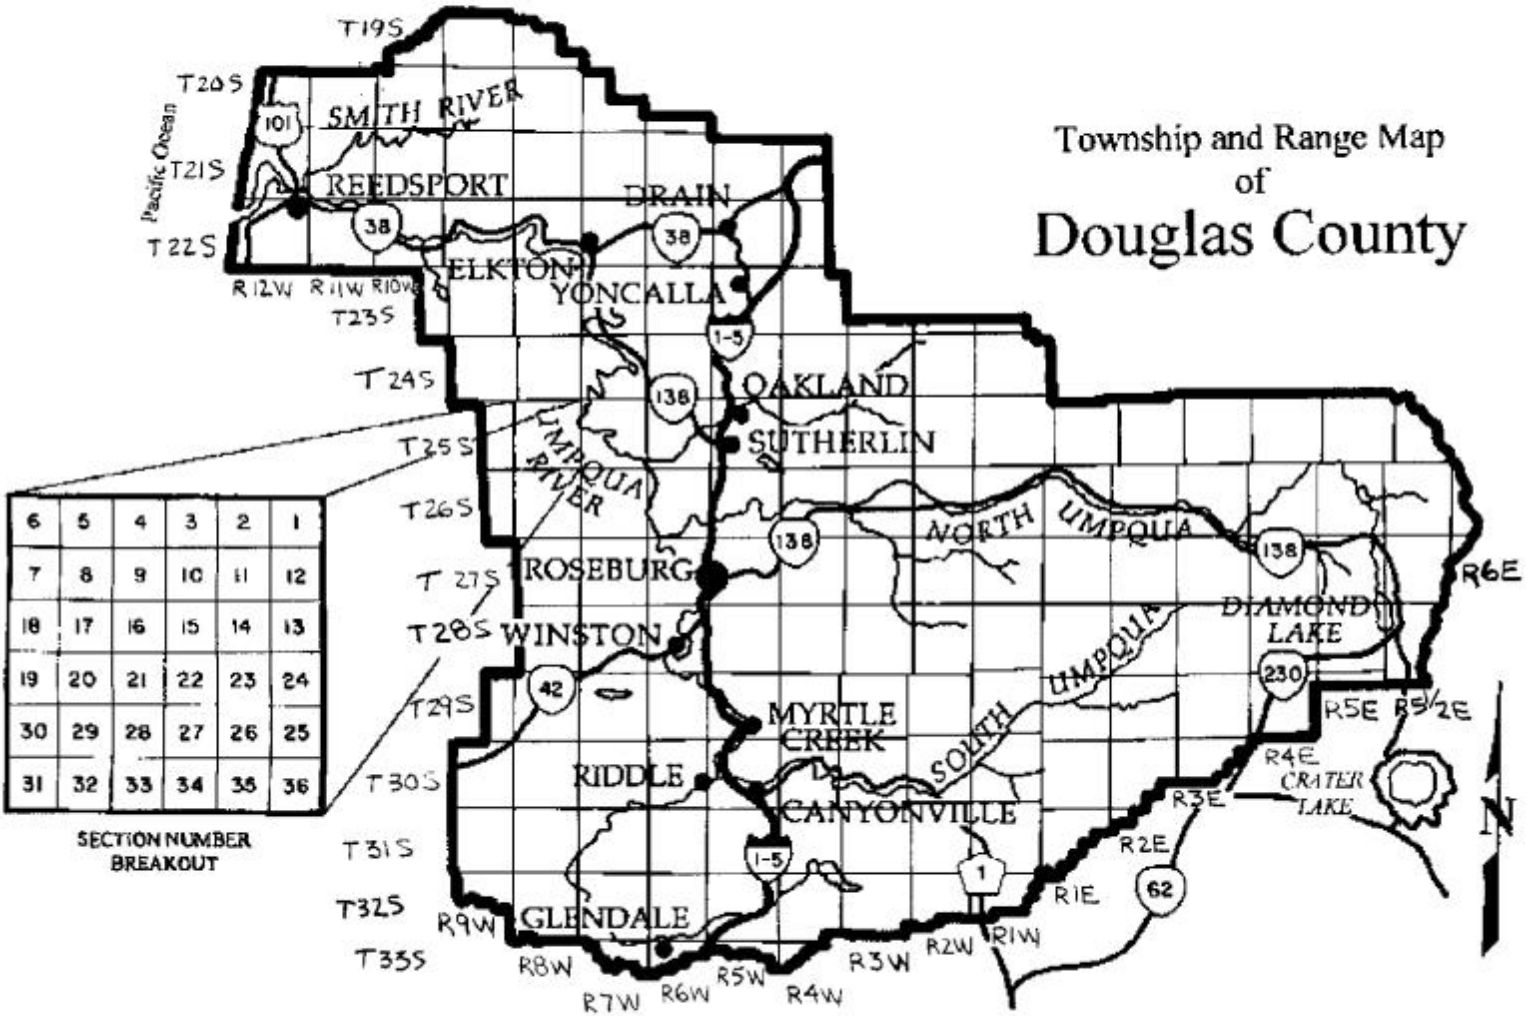 Township and Range Map
of
Douglas County
T19S
T20S
T21S
T22S
Pacific Ocean
101
SMITH RIVER
REEDSPORT
38
DRAIN
38
ELKTON
YONCALLA
R12W R11W R10W
T23S
I-5
T24S
138
OAKLAND
T25S
SUTHERLIN
UMPQUA
RIVER
T26S
138
NORTH UMPQUA
138
T27S
ROSEBURG
R6E
DIAMOND
LAKE
T28S
WINSTON
42
230
T29S
MYRTLE
CREEK
SOUTH UMPQUA
R5E R5 1/2E
R4E
T30S
RIDDLE
CANYONVILLE
CRATER
LAKE
R3E
N
T31S
I-5
R2E
1
R1E
62
T32S
GLENDALE
R9W
T33S
R8W
R7W
R6W
R5W
R4W
R3W
R2W
R1W
6 5 4 3 2 1
7 8 9 10 11 12
18 17 16 15 14 13
19 20 21 22 23 24
30 29 28 27 26 25
31 32 33 34 35 36
SECTION NUMBER
BREAKOUT